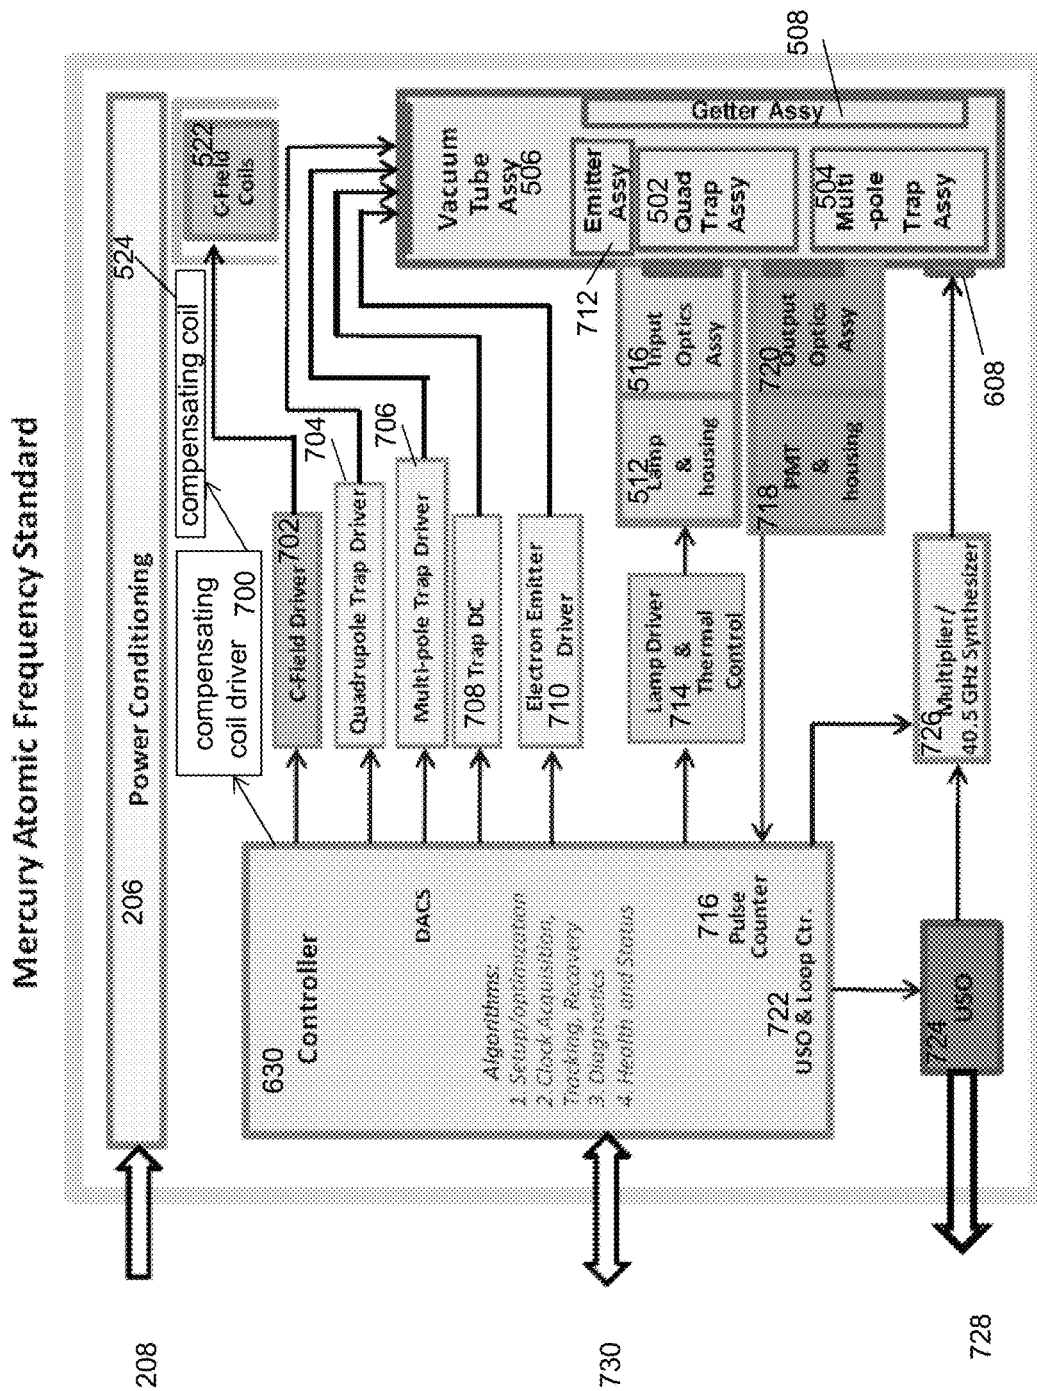 Mercury Atomic Frequency Standard
208
206
Power Conditioning
524
compensating
coil driver 700
compensating coil
522
C-Field
Coils
630
Controller
DACS
Algorithms:
1 Setup/optimization
2 Clock Acquisition,
Tracking, Recovery
3 Diagnostics
4. Health and Status
716
Pulse
Counter
722
USO & Loop Ctr.
730
C-Field Driver 702
704
Quadrupole Trap Driver
706
Multi-pole Trap Driver
708 Trap DC
Electron Emitter
710 Driver
Lamp Driver
714 &
Thermal
Control
512
Lamp
&
housing
516
Input
Optics
Assy
718
PMT
&
housing
720
Output
Optics
Assy
712
Vacuum
Tube
Assy 506
Emitter
Assy
502
Quad
Trap
Assy
504
Multi
-pole
Trap
Assy
Getter Assy
508
608
724
USO
726
Multiplier/
40. 5 GHz Synthesizer
728